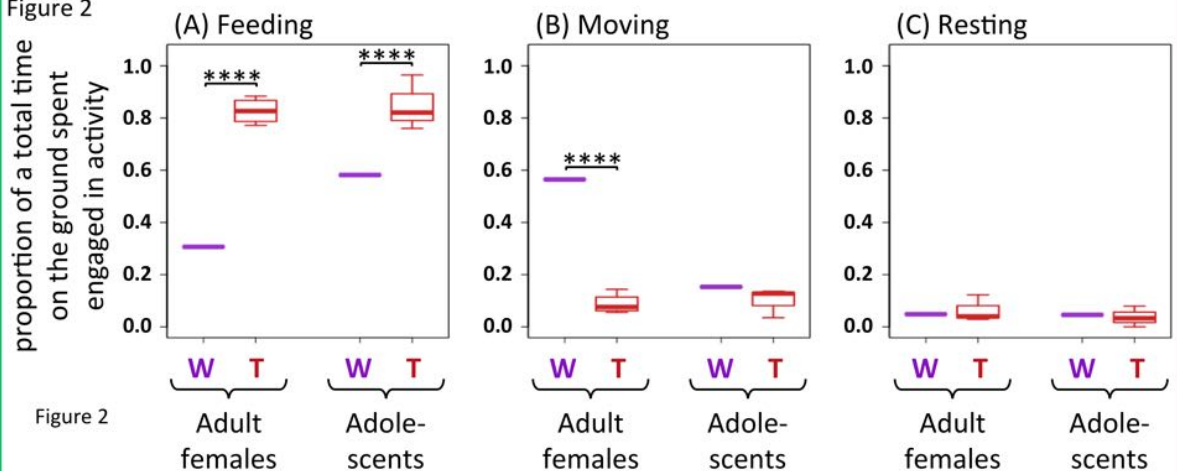 Figure 2
(A) Feeding
(B) Moving
(C) Resting
proportion of a total time
on the ground spent
engaged in activity
1.0
0.8
0.6
0.4
0.2
0.0
****
****
W T W T
Adult
females
Adole-
scents
1.0
0.8
0.6
0.4
0.2
0.0
****
W T W T
Adult
females
Adole-
scents
1.0
0.8
0.6
0.4
0.2
0.0
W T W T
Adult
females
Adole-
scents
Figure 2